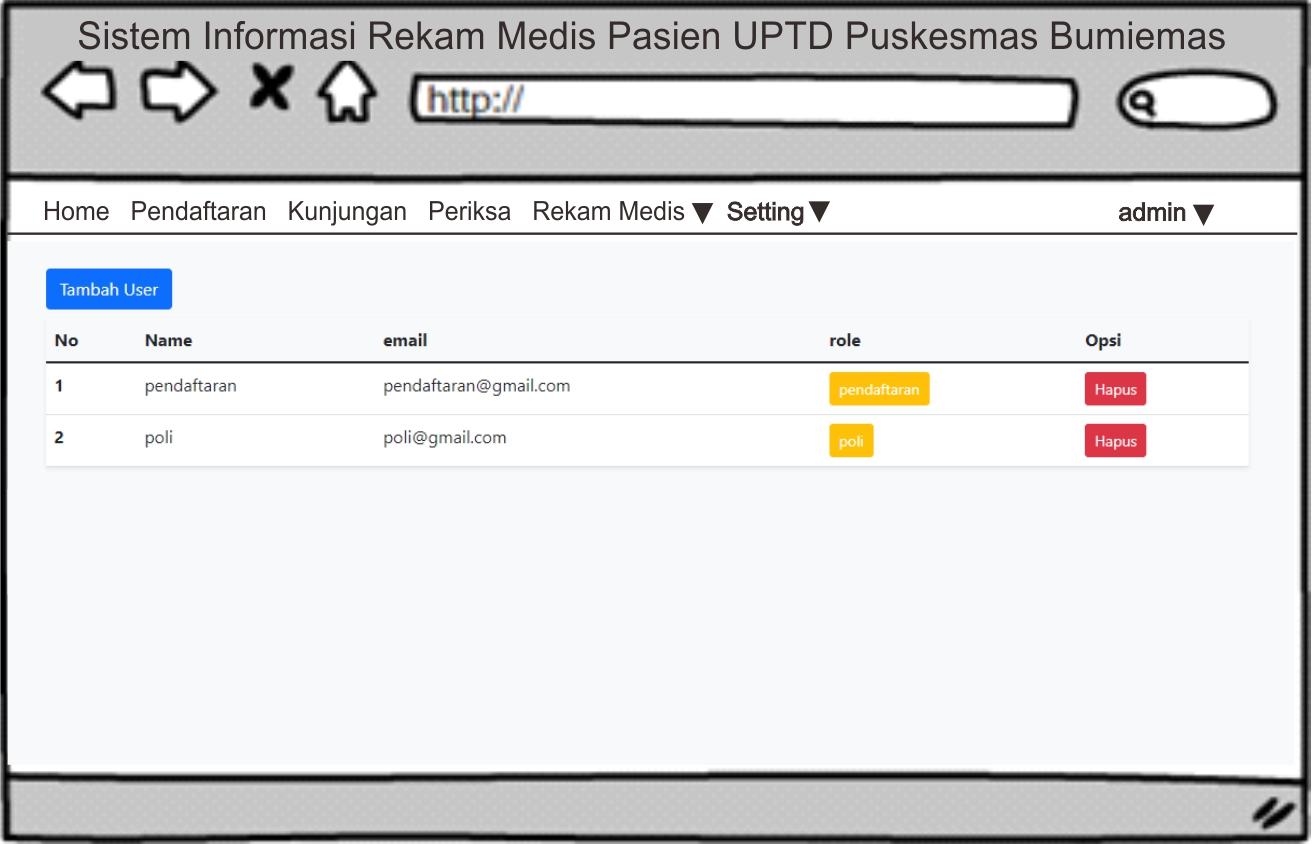 Sistem Informasi Rekam Medis Pasien UPTD Puskesmas Bumiemas
http://
Home Pendaftaran Kunjungan Periksa Rekam Medis ▼ Setting ▼ admin ▼
Tambah User
No Name email role Opsi
1 pendaftaran pendaftaran@gmail.com pendaftaran Hapus
2 poli poli@gmail.com poli Hapus